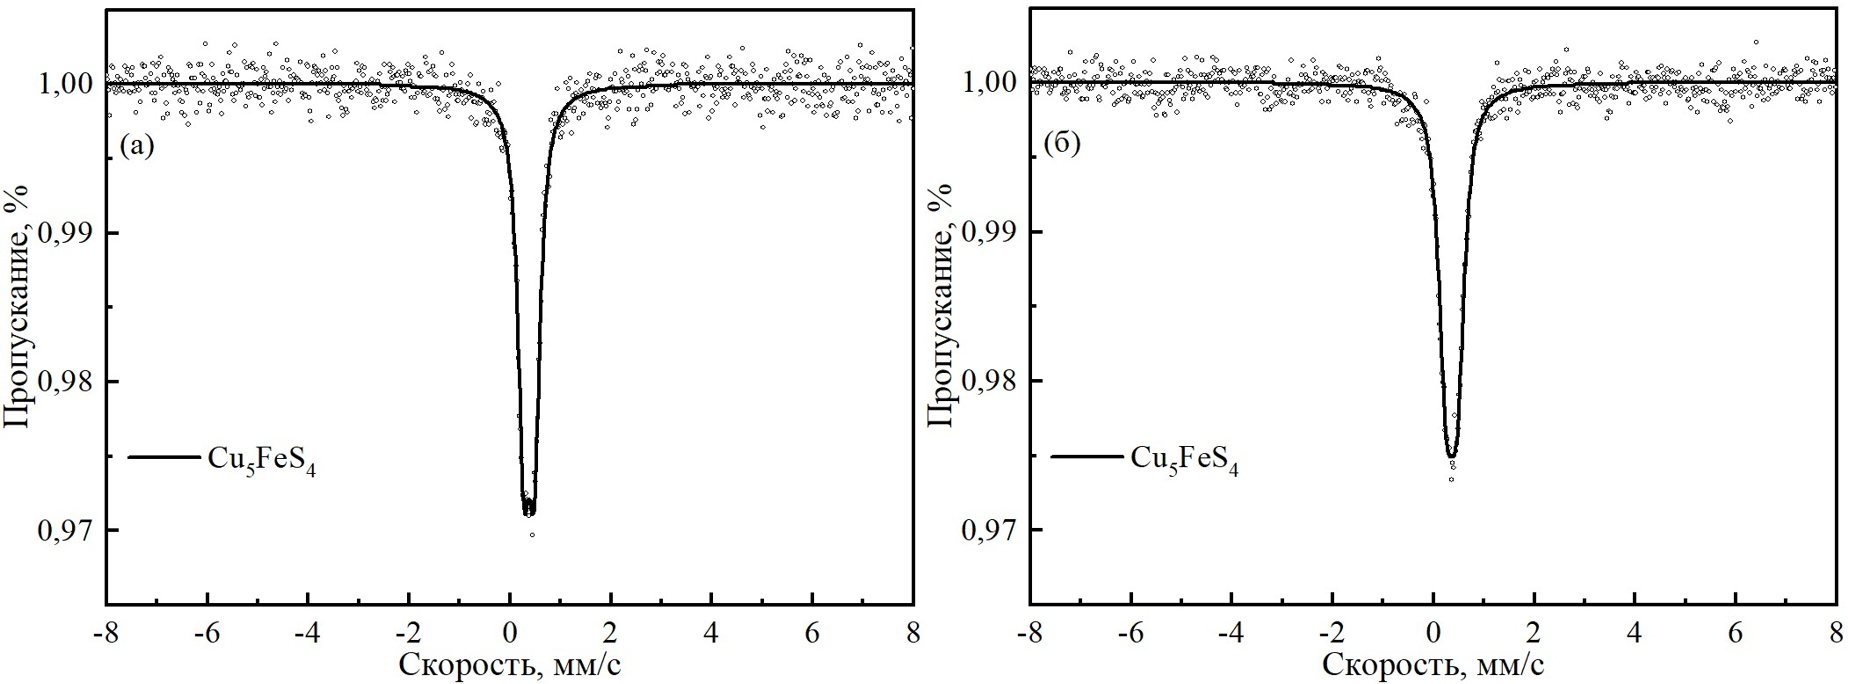 1,00
0,99
0,98
0,97
(а)
Cu5FeS4
Пропускание, %
-8 -6 -4 -2 0 2 4 6 8
Скорость, мм/с
1,00
0,99
0,98
0,97
(б)
Cu5FeS4
Пропускание, %
-8 -6 -4 -2 0 2 4 6 8
Скорость, мм/с